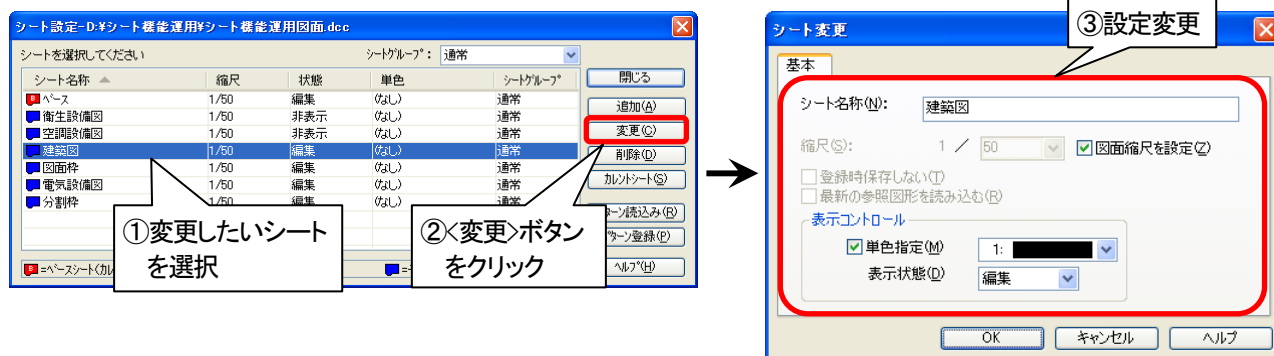 シート設定-D:¥シート機能運用¥シート機能運用図面.dcc
シートを選択してください シートグループ: 通常
シート名称 縮尺 状態 単色 シートグループ
ベース 1/50 編集 (なし) 通常
衛生設備図 1/50 非表示 (なし) 通常
空調設備図 1/50 非表示 (なし) 通常
建築図 1/50 編集 (なし) 通常
図面枠 1/50 編集 (なし) 通常
電気設備図 1/50 編集 (なし) 通常
分割枠 1/50 編集 (なし) 通常
=ベースシート(カレ
閉じる
追加(A)
変更(C)
削除(D)
カレントシート(S)
ターン読込み(R)
ターン登録(P)
ヘルプ(H)
①変更したいシート
を選択
②<変更>ボタン
をクリック
シート変更
③設定変更
基本
シート名称(N): 建築図
縮尺(S): 1 / 50 図面縮尺を設定(Z)
登録時保存しない(T)
最新の参照図形を読み込む(R)
表示コントロール
単色指定(M) 1:
表示状態(D) 編集
OK キャンセル ヘルプ